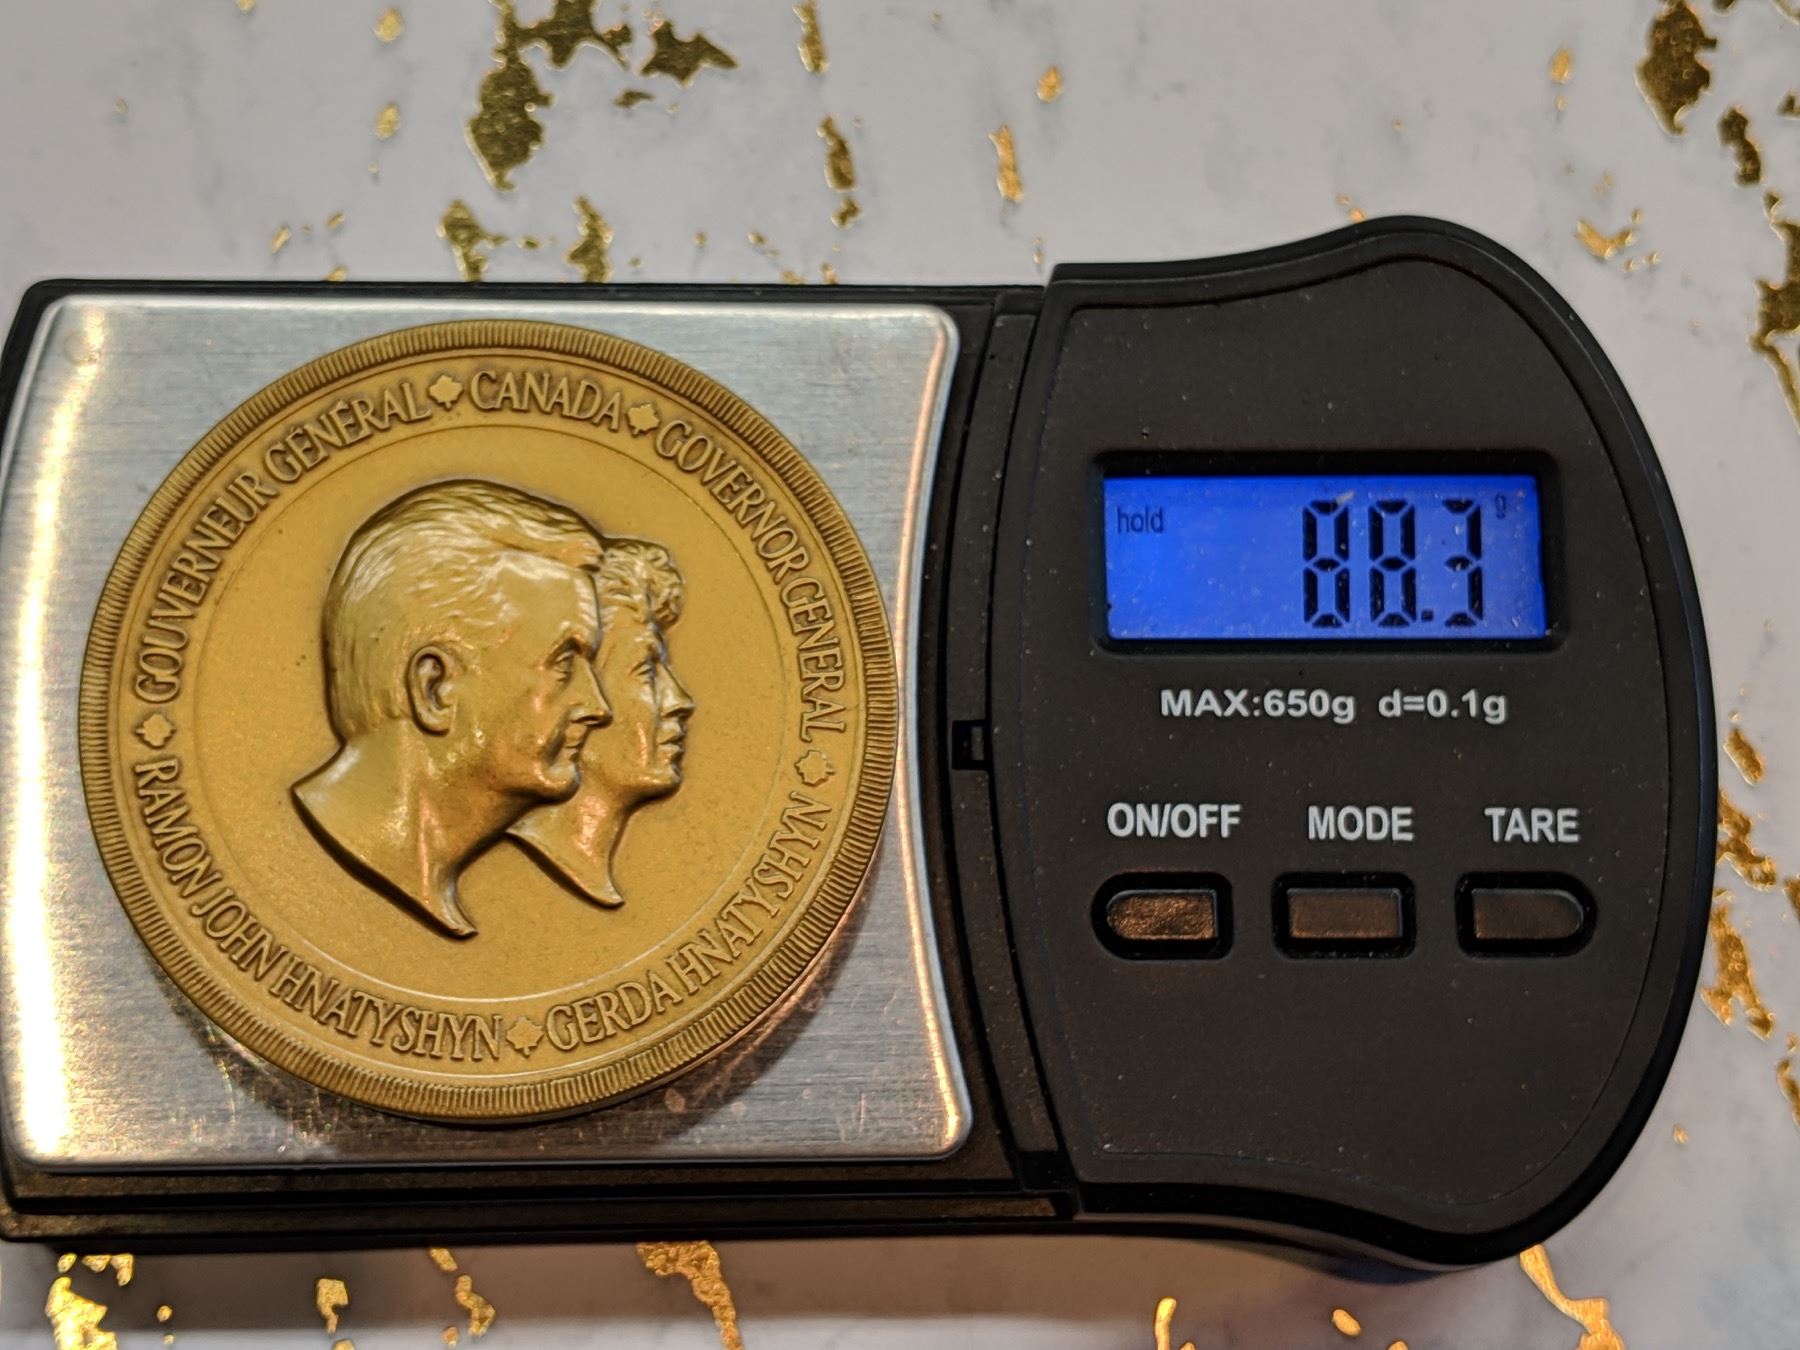 GOUVERNEUR GÉNÉRAL CANADA GOVERNOR GENERAL
RAMON JOHN HNATYSHYN GERDA HNATYSHYN
hold 88.3 g
MAX:650g d=0.1g
ON/OFF MODE TARE